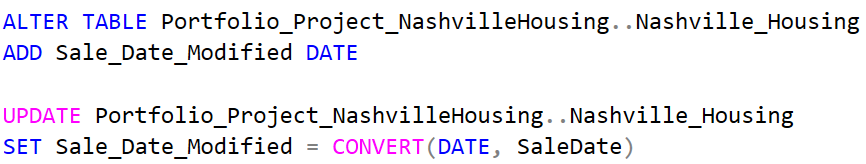 ALTER TABLE Portfolio_Project_NashvilleHousing..Nashville_Housing
ADD Sale_Date_Modified DATE
UPDATE Portfolio_Project_NashvilleHousing..Nashville_Housing
SET Sale_Date_Modified = CONVERT(DATE, SaleDate)